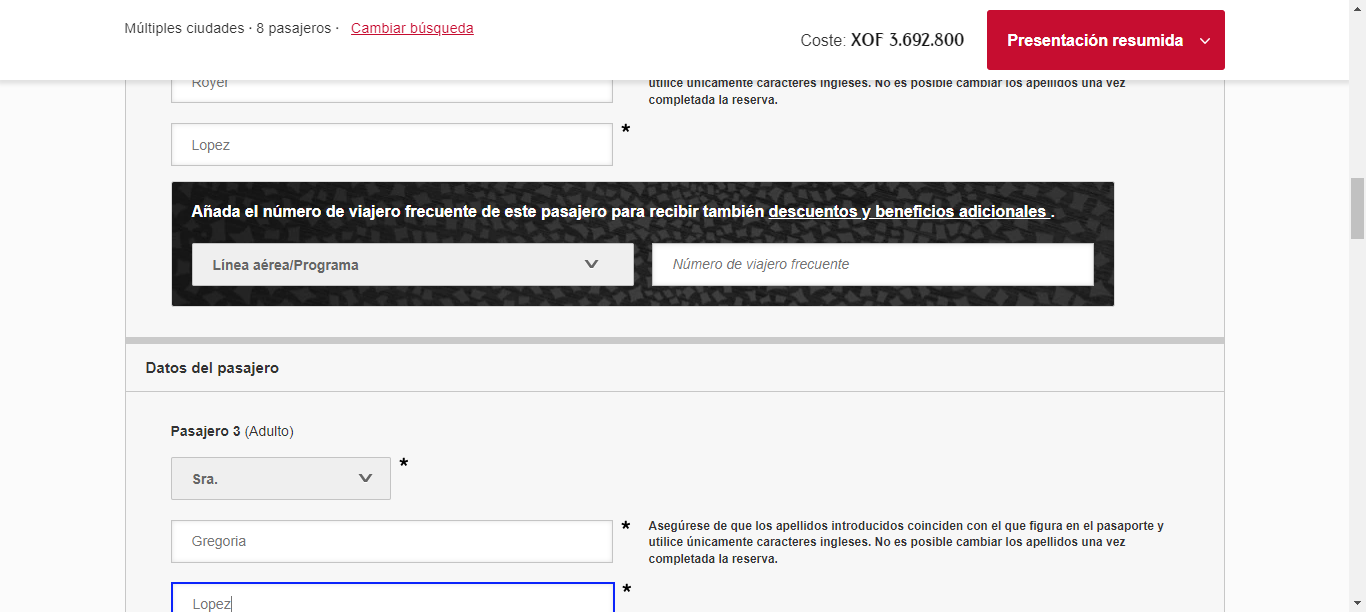 Múltiples ciudades · 8 pasajeros · Cambiar búsqueda
Coste: XOF 3.692.800
Presentación resumida
Royer
utilice únicamente caracteres ingleses. No es posible cambiar los apellidos una vez
completada la reserva.
Lopez
*
Añada el número de viajero frecuente de este pasajero para recibir también descuentos y beneficios adicionales .
Línea aérea/Programa
Número de viajero frecuente
Datos del pasajero
Pasajero 3 (Adulto)
Sra.
*
Gregoria
*
Asegúrese de que los apellidos introducidos coinciden con el que figura en el pasaporte y
utilice únicamente caracteres ingleses. No es posible cambiar los apellidos una vez
completada la reserva.
Lopez
*